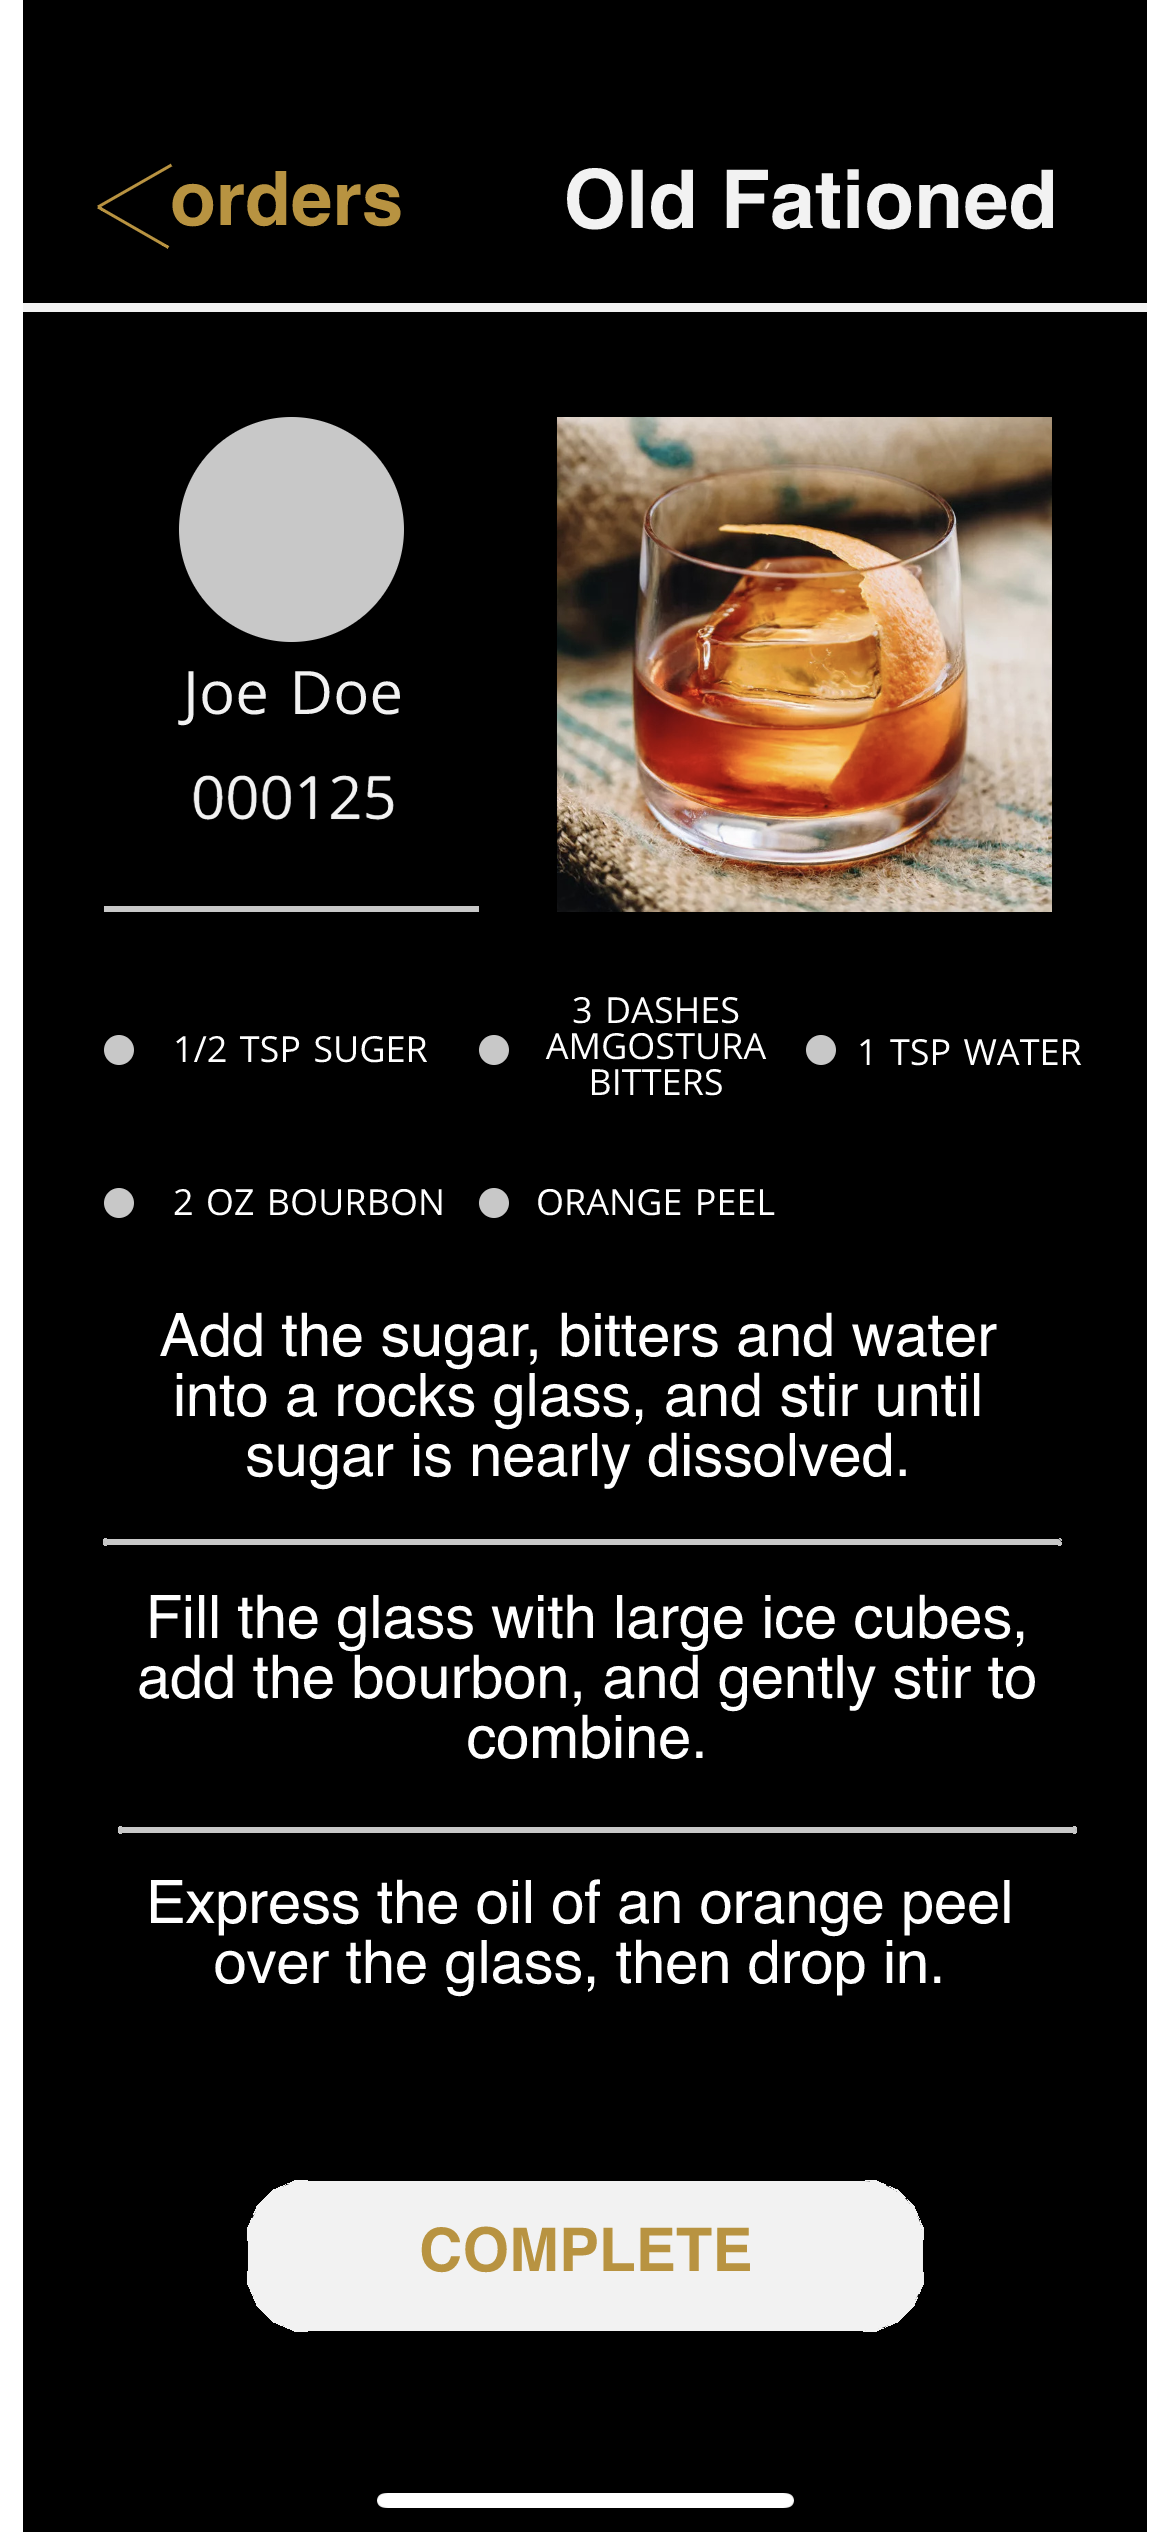 orders
Old Fationed
Joe Doe
000125
1/2 TSP SUGER
3 DASHES
AMGOSTURA
BITTERS
1 TSP WATER
2 OZ BOURBON
ORANGE PEEL
Add the sugar, bitters and water
into a rocks glass, and stir until
sugar is nearly dissolved.
Fill the glass with large ice cubes,
add the bourbon, and gently stir to
combine.
Express the oil of an orange peel
over the glass, then drop in.
COMPLETE